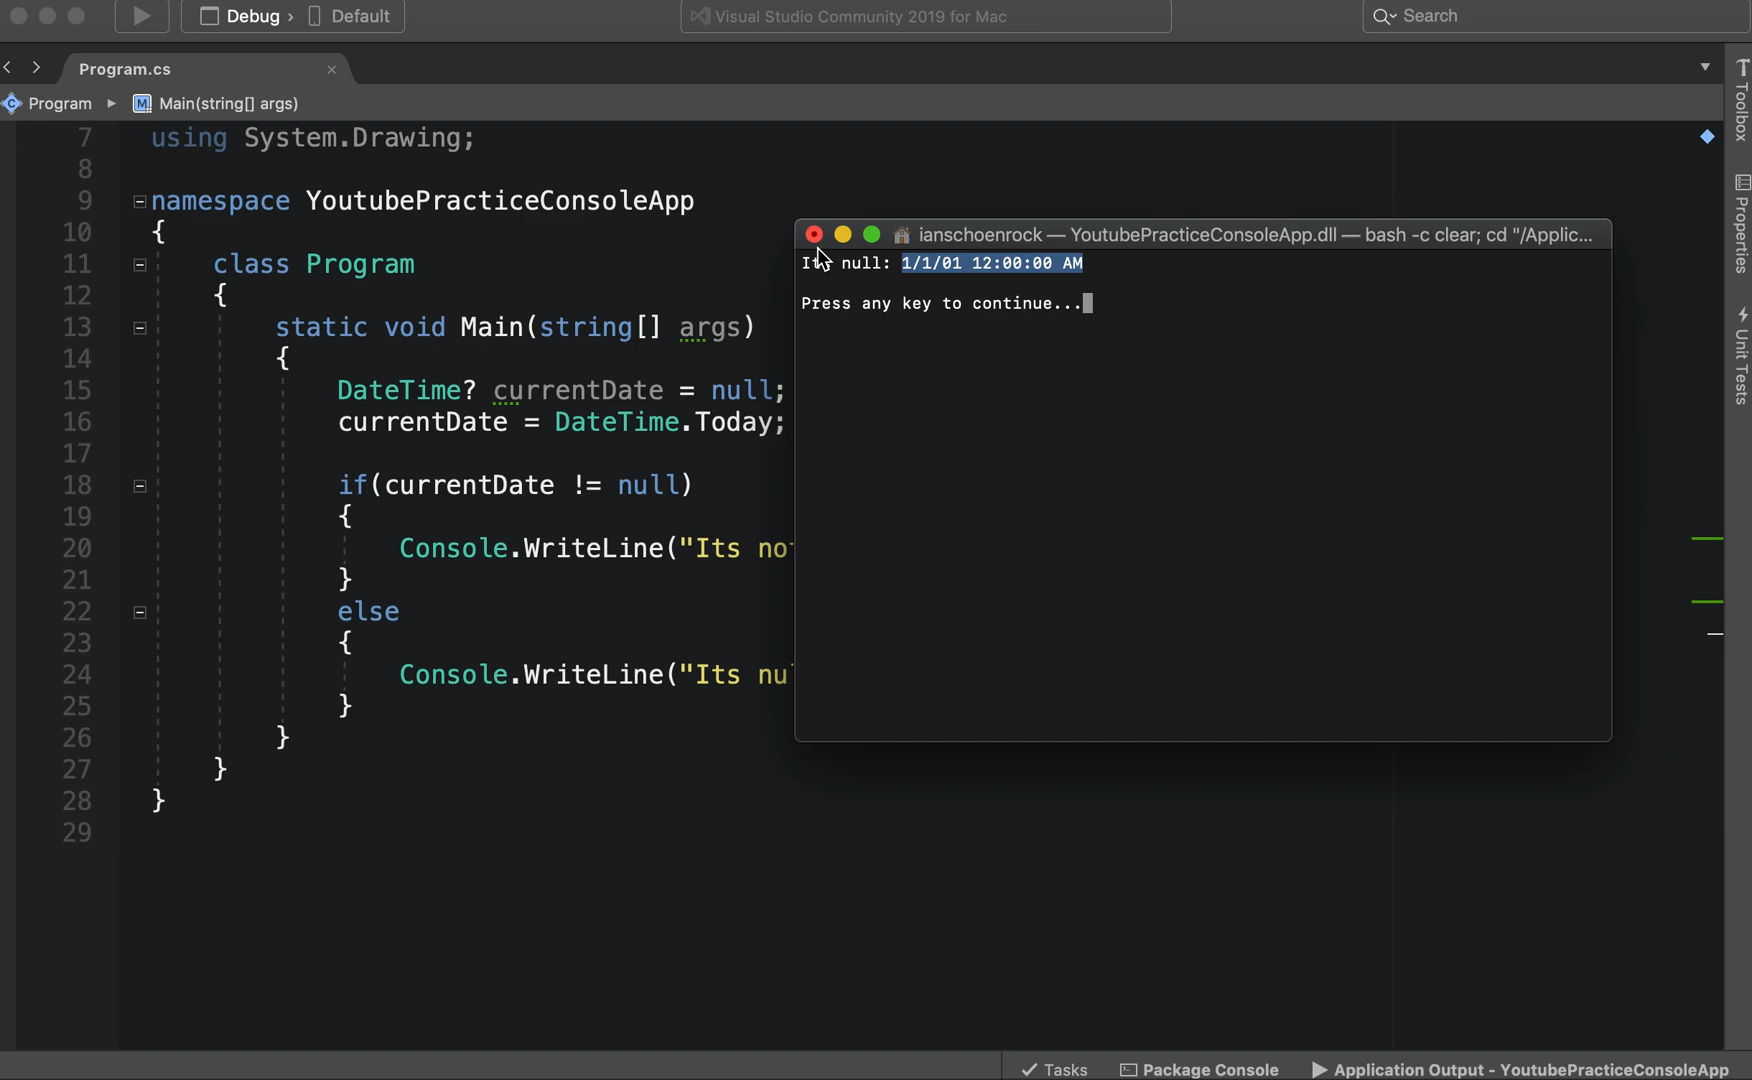 Debug › Default
Visual Studio Community 2019 for Mac
Search
Program.cs
Program ▶ M Main(string[] args)
7 using System.Drawing;
8
9 namespace YoutubePracticeConsoleApp
10 {
11 class Program
12 {
13 static void Main(string[] args)
14 {
15 DateTime? currentDate = null;
16 currentDate = DateTime.Today;
17
18 if(currentDate != null)
19 {
20 Console.WriteLine("Its no
21 }
22 else
23 {
24 Console.WriteLine("Its nu
25 }
26 }
27 }
28 }
29
ianschoenrock — YoutubePracticeConsoleApp.dll — bash -c clear; cd "/Applic...
null: 1/1/01 12:00:00 AM
Press any key to continue...
Toolbox
Properties
Unit Tests
Tasks
Package Console
Application Output - YoutubePracticeConsoleApp